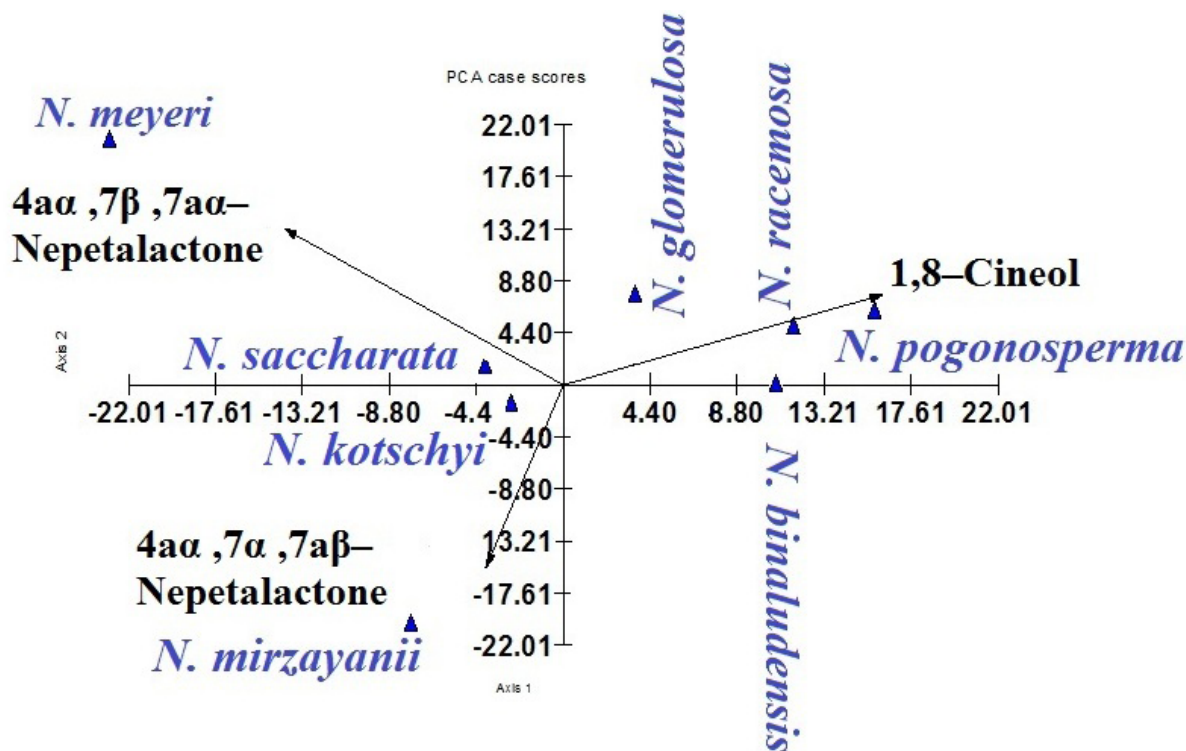 PCA case scores
N. meyeri
4aα ,7β ,7aα–
Nepetalactone
N. glomerulosa
N. racemosa
1,8–Cineol
N. pogonosperma
N. saccharata
N. kotschyi
N. binaludensis
4aα ,7α ,7aβ–
Nepetalactone
N. mirzayanii
Axis 2
Axis 1
22.01
17.61
13.21
8.80
4.40
-22.01 -17.61 -13.21 -8.80 -4.4 4.40 8.80 13.21 17.61 22.01
-4.40
-8.80
13.21
-17.61
-22.01